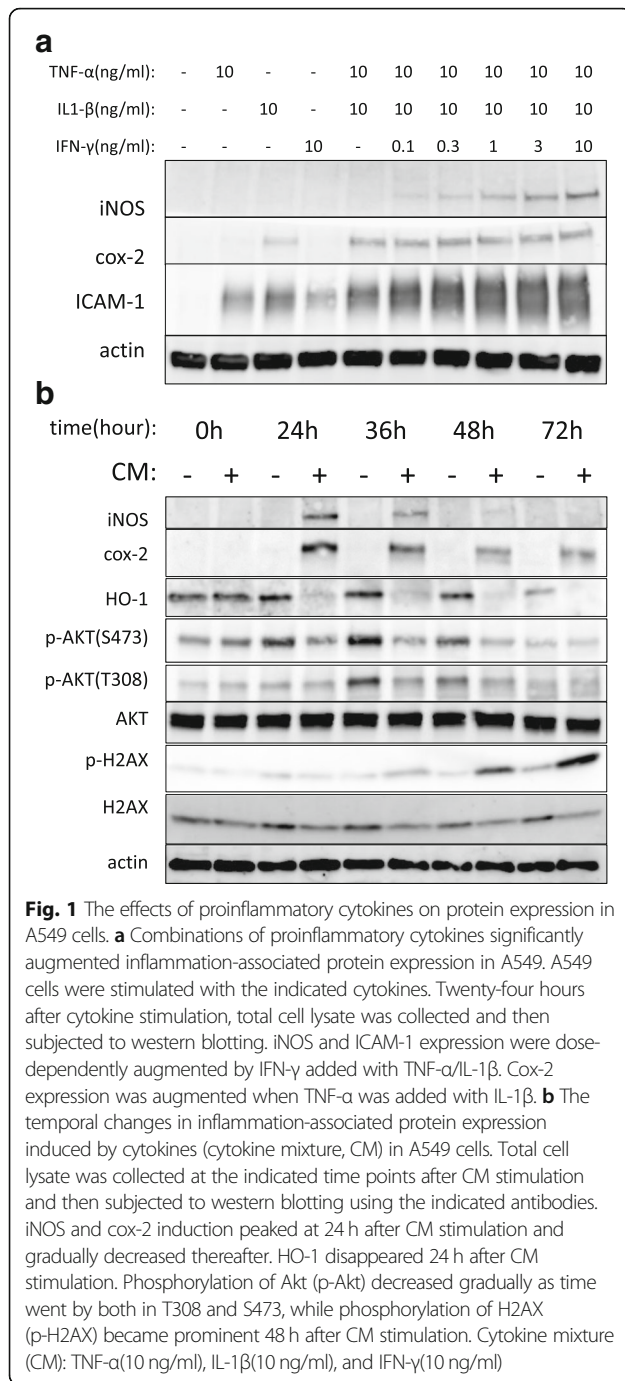 a
TNF-α(ng/ml): - 10 - - 10 10 10 10 10 10
IL1-β(ng/ml): - - 10 - 10 10 10 10 10 10
IFN-γ(ng/ml): - - - 10 - 0.1 0.3 1 3 10
iNOS
cox-2
ICAM-1
actin
b
time(hour): 0h 24h 36h 48h 72h
CM: - + - + - + - + - +
iNOS
cox-2
HO-1
p-AKT(S473)
p-AKT(T308)
AKT
p-H2AX
H2AX
actin
Fig. 1 The effects of proinflammatory cytokines on protein expression in
A549 cells. a Combinations of proinflammatory cytokines significantly
augmented inflammation-associated protein expression in A549. A549
cells were stimulated with the indicated cytokines. Twenty-four hours
after cytokine stimulation, total cell lysate was collected and then
subjected to western blotting. iNOS and ICAM-1 expression were dose-
dependently augmented by IFN-γ added with TNF-α/IL-1β. Cox-2
expression was augmented when TNF-α was added with IL-1β. b The
temporal changes in inflammation-associated protein expression
induced by cytokines (cytokine mixture, CM) in A549 cells. Total cell
lysate was collected at the indicated time points after CM stimulation
and then subjected to western blotting using the indicated antibodies.
iNOS and cox-2 induction peaked at 24 h after CM stimulation and
gradually decreased thereafter. HO-1 disappeared 24 h after CM
stimulation. Phosphorylation of Akt (p-Akt) decreased gradually as time
went by both in T308 and S473, while phosphorylation of H2AX
(p-H2AX) became prominent 48 h after CM stimulation. Cytokine mixture
(CM): TNF-α(10 ng/ml), IL-1β(10 ng/ml), and IFN-γ(10 ng/ml)